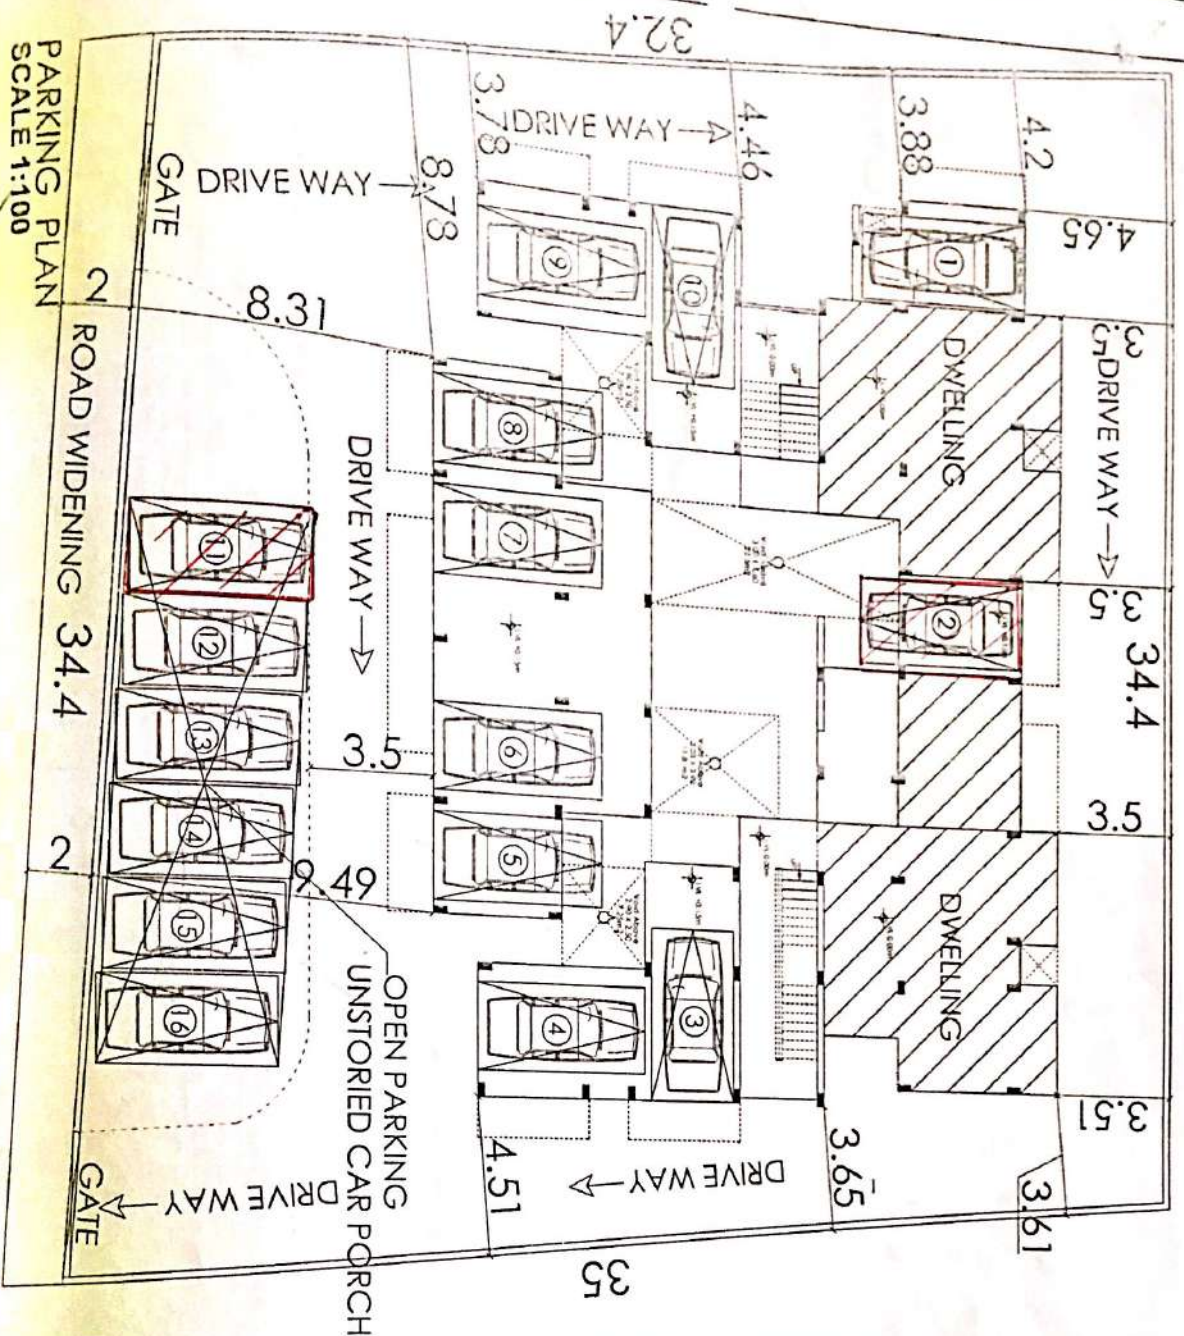 32.4
3.78
DRIVE WAY
4.46
3.88
4.2
GATE
DRIVE WAY
8.78
4.65
9
10
1
2
8.31
3.5
DRIVE WAY
DWELLING
8
ROAD WIDENING 34.4
DRIVE WAY
7
11
12
2
3.5
34.4
13
3.5
6
3.5
14
2
9.49
5
DWELLING
15
OPEN PARKING
UNSTORIED CAR PORCH
16
4
3
3.51
GATE
DRIVE WAY
4.51
DRIVE WAY
3.65
3.61
35
PARKING PLAN
SCALE 1:100